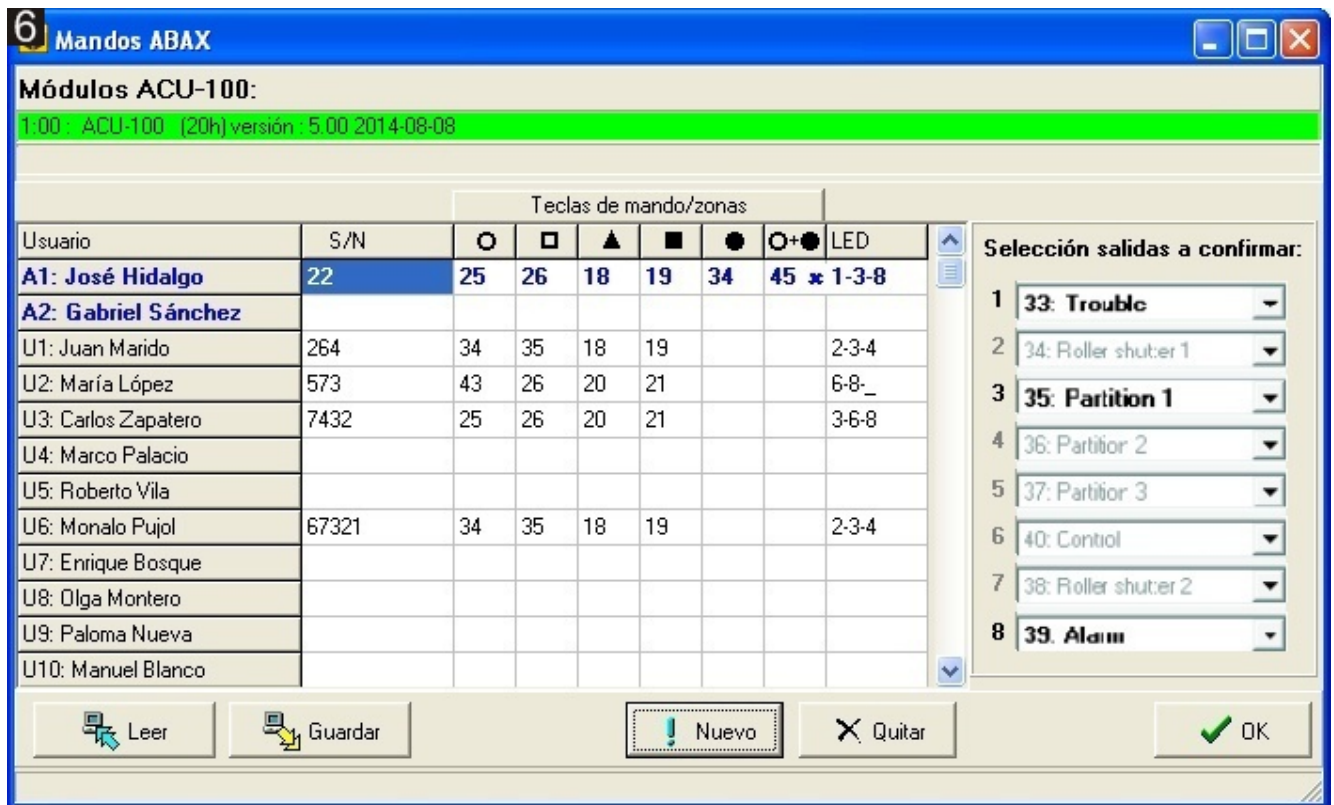 6
Mandos ABAX
Módulos ACU-100:
1:00 : ACU-100 (20h) versión : 5.00 2014-08-08
Teclas de mando/zonas
Usuario S/N ○ □ ▲ ■ ● ○+● LED
A1: José Hidalgo 22 25 26 18 19 34 45 x 1-3-8
A2: Gabriel Sánchez
U1: Juan Marido 264 34 35 18 19 2-3-4
U2: María López 573 43 26 20 21 6-8-_
U3: Carlos Zapatero 7432 25 26 20 21 3-6-8
U4: Marco Palacio
U5: Roberto Vila
U6: Monalo Pujol 67321 34 35 18 19 2-3-4
U7: Enrique Bosque
U8: Olga Montero
U9: Paloma Nueva
U10: Manuel Blanco
Selección salidas a confirmar:
1 33: Trouble
2 34: Roller shutter 1
3 35: Partition 1
4 36: Partition 2
5 37: Partition 3
6 40: Control
7 38: Roller shutter 2
8 39. Alarm
Leer Guardar Nuevo Quitar OK